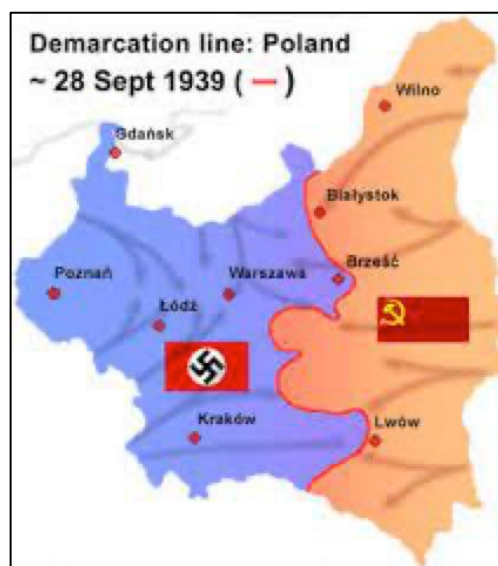 Demarcation line: Poland
~ 28 Sept 1939 ( — )
Wilno
Gdańsk
Białystok
Brześć
Poznań
Warszawa
Łódź
Kraków
Lwów